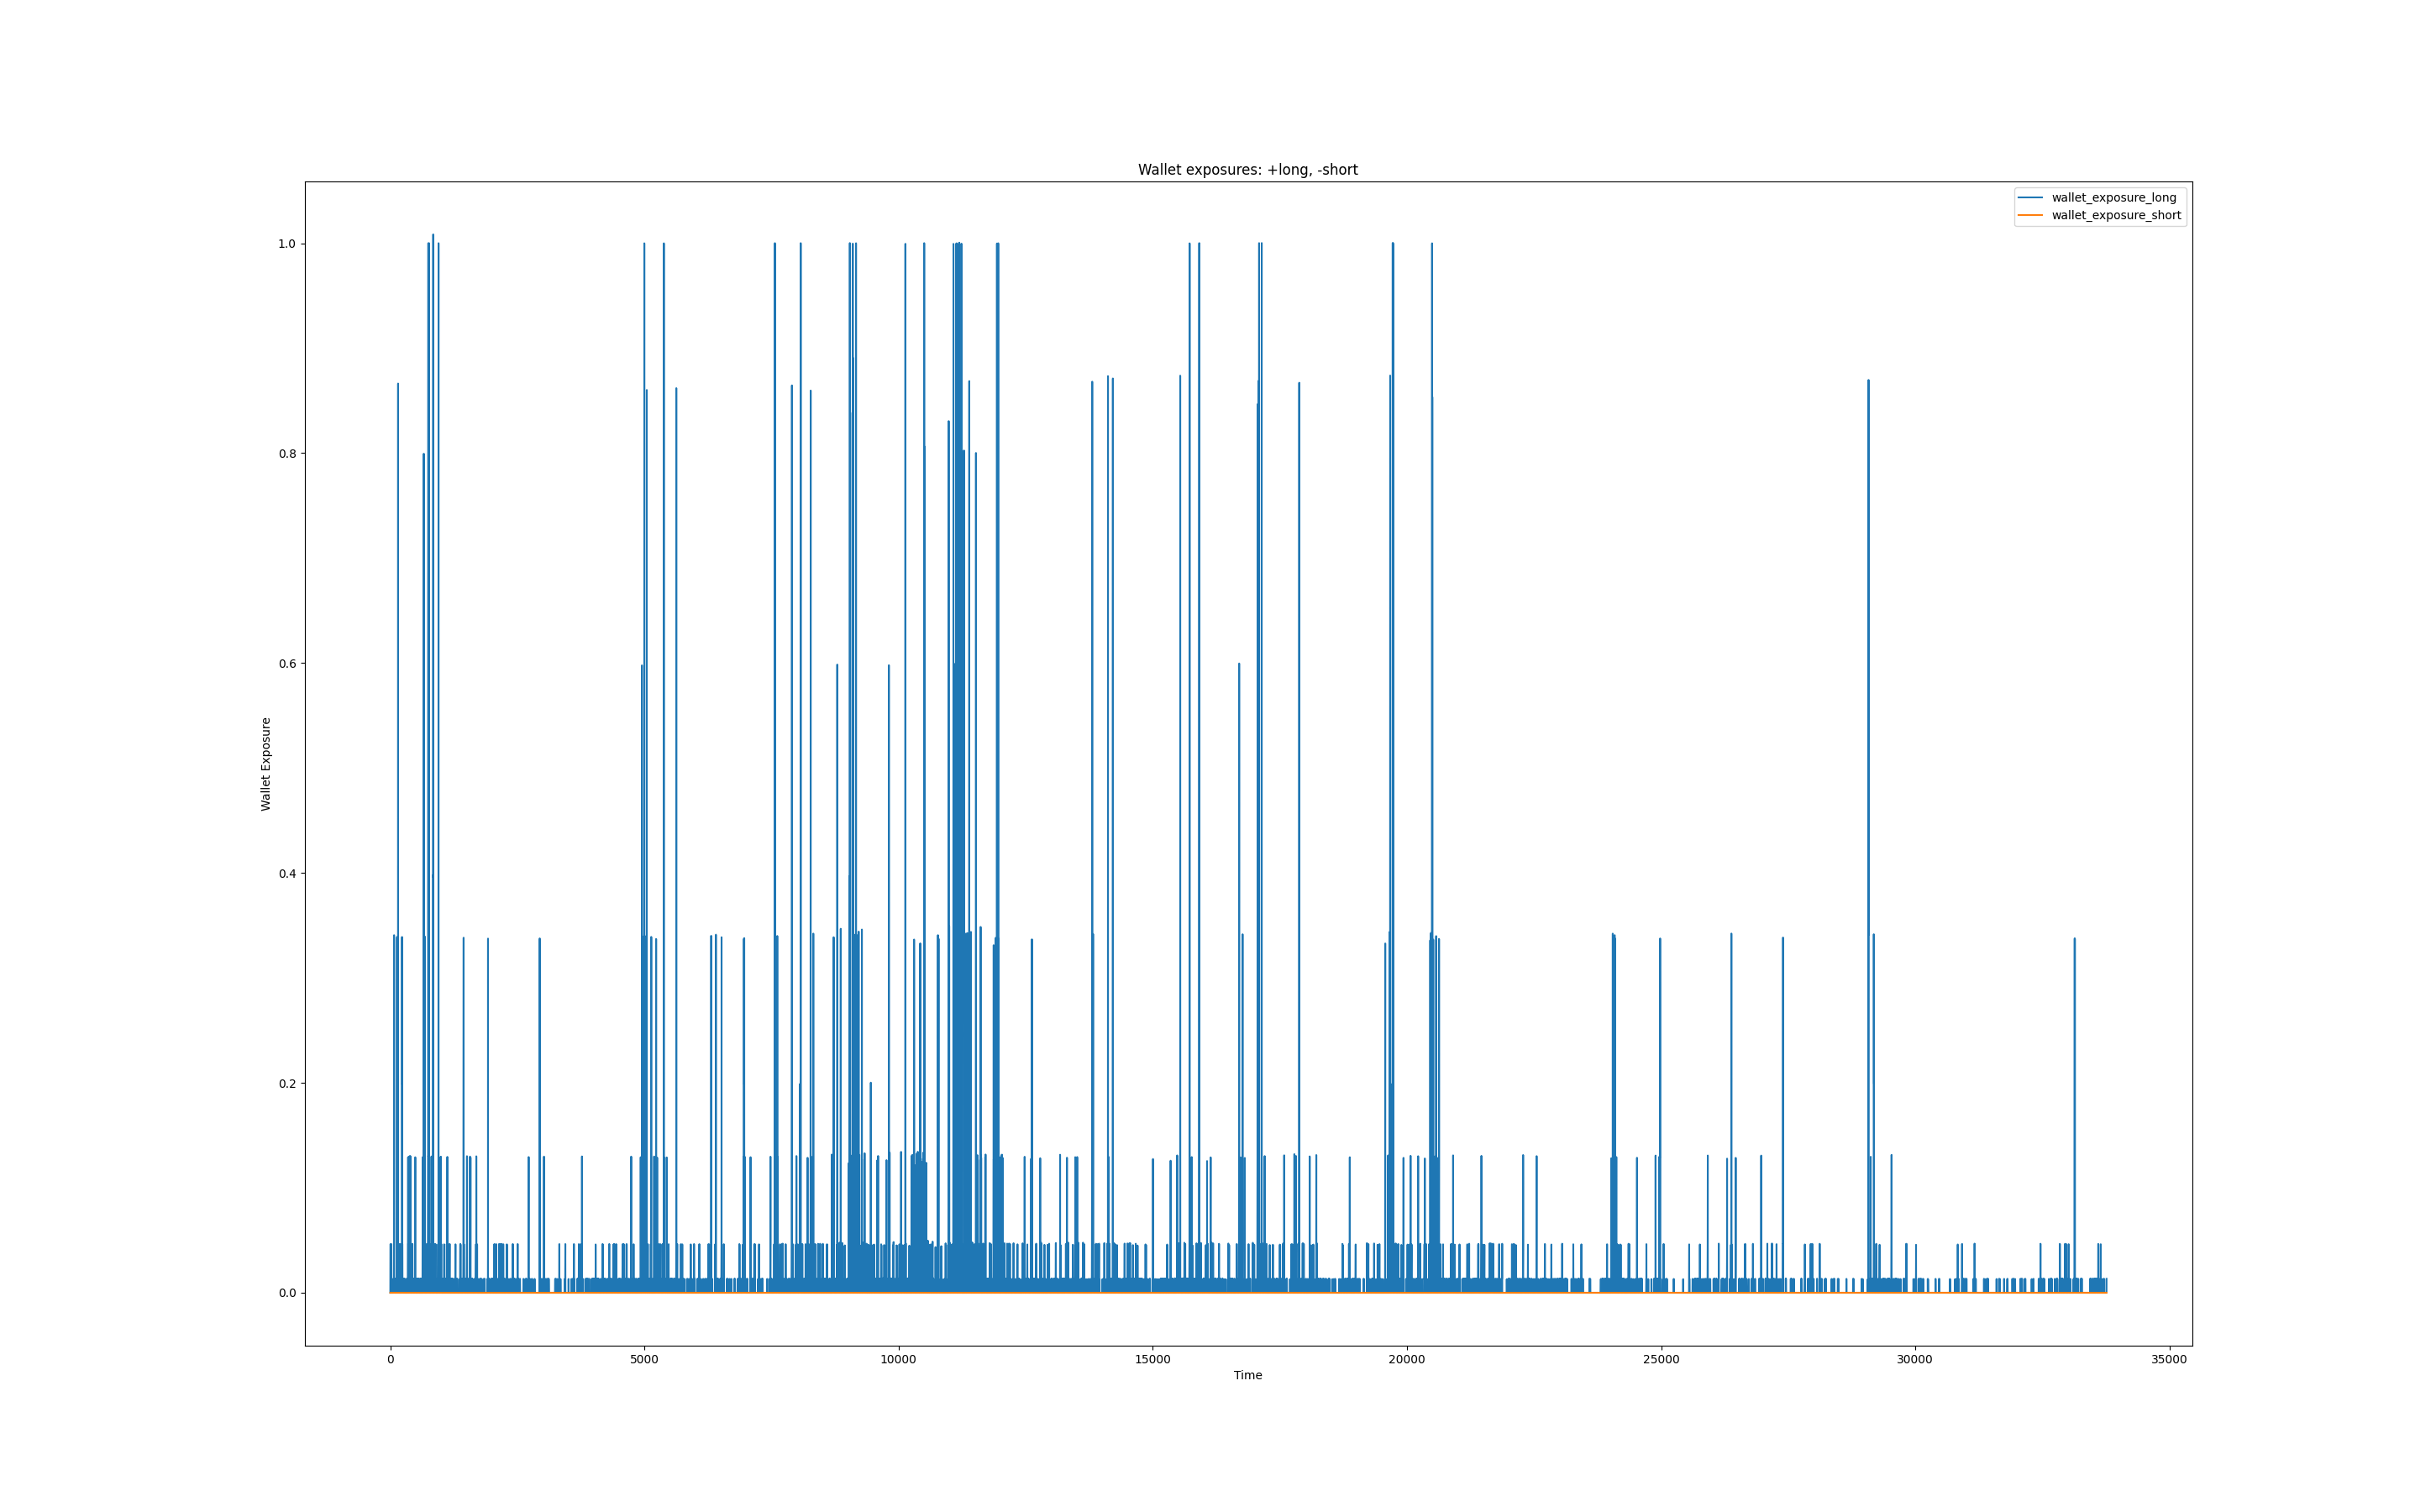 Wallet exposures: +long, -short
wallet_exposure_long
wallet_exposure_short
1.0
0.8
0.6
0.4
0.2
0.0
Wallet Exposure
0 5000 10000 15000 20000 25000 30000 35000
Time